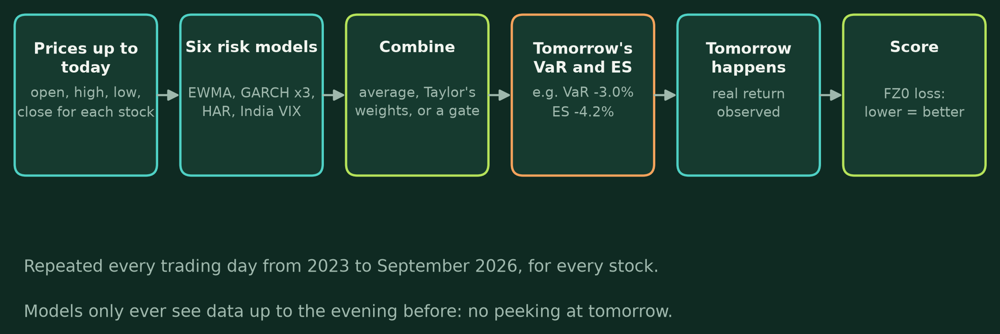 Prices up to
today
open, high, low,
close for each stock
Six risk models
EWMA, GARCH x3,
HAR, India VIX
Combine
average, Taylor's
weights, or a gate
Tomorrow's
VaR and ES
e.g. VaR -3.0%
ES -4.2%
Tomorrow
happens
real return
observed
Score
FZ0 loss:
lower = better
Repeated every trading day from 2023 to September 2026, for every stock.
Models only ever see data up to the evening before: no peeking at tomorrow.